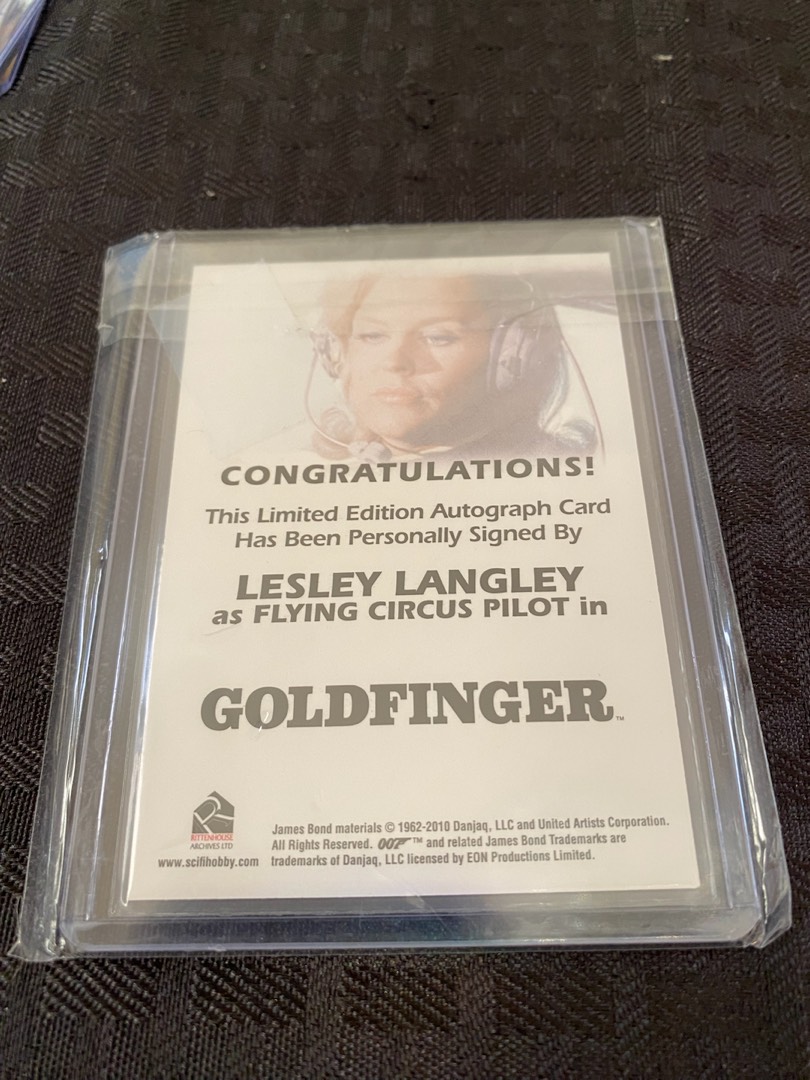 CONGRATULATIONS!
This Limited Edition Autograph Card
Has Been Personally Signed By
LESLEY LANGLEY
as FLYING CIRCUS PILOT in
GOLDFINGER™
RITTENHOUSE
ARCHIVES LTD
www.scifihobby.com
James Bond materials © 1962-2010 Danjaq, LLC and United Artists Corporation.
All Rights Reserved. 007™ and related James Bond Trademarks are
trademarks of Danjaq, LLC licensed by EON Productions Limited.